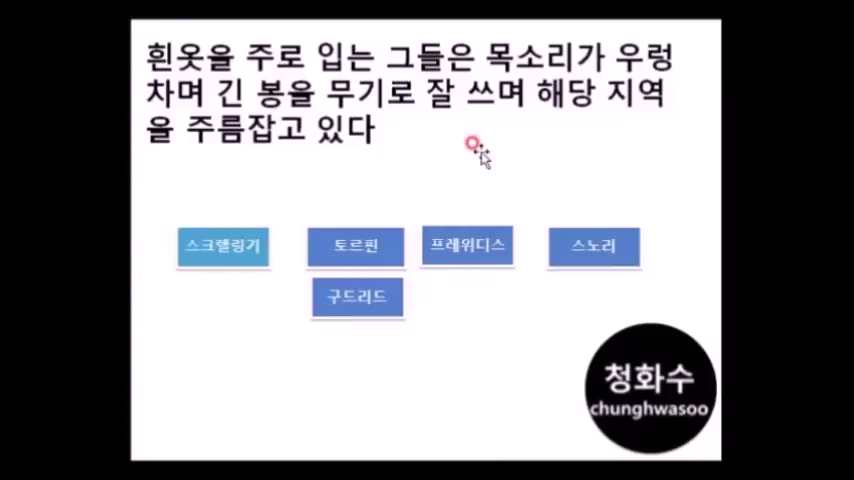 흰옷을 주로 입는 그들은 목소리가 우렁
차며 긴 봉을 무기로 잘 쓰며 해당 지역
을 주름잡고 있다
스크랠링기 토르핀 프레위디스 스노러
구드리드
청화수
chunghwasoo